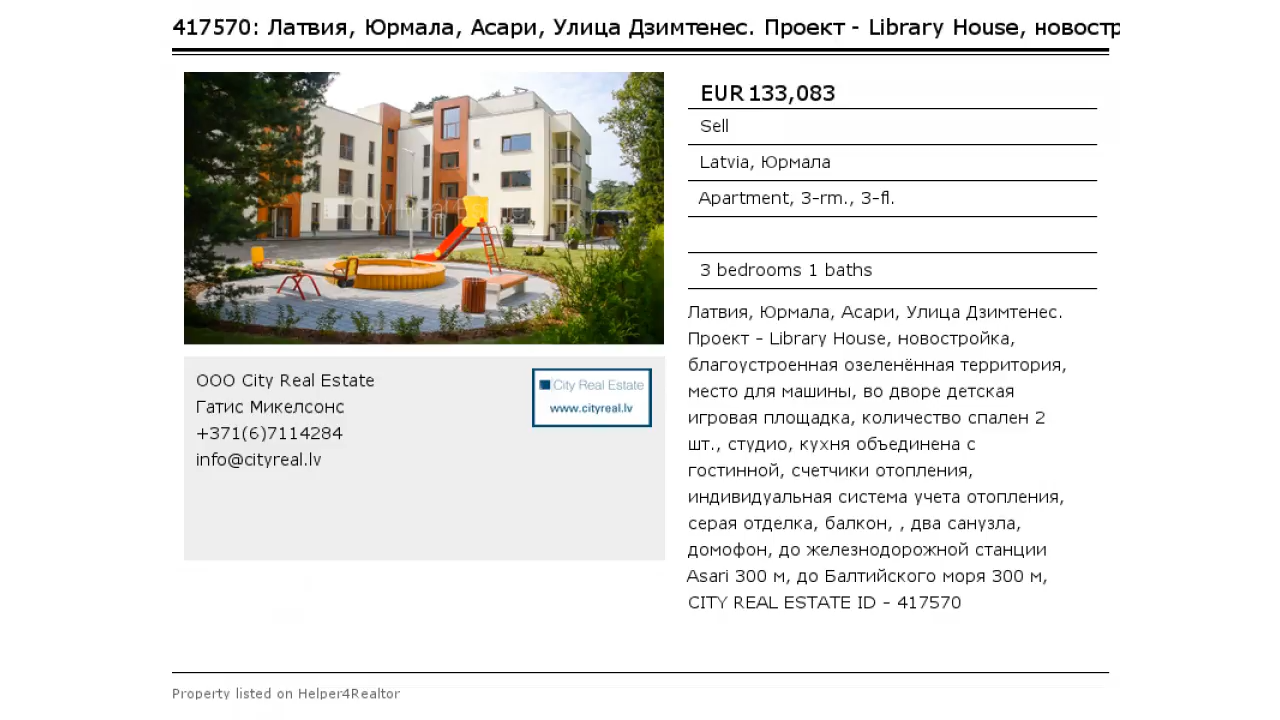 417570: Латвия, Юрмала, Асари, Улица Дзимтенес. Проект - Library House, новостр
City Real Es
EUR 133,083
Sell
Latvia, Юрмала
Apartment, 3-rm., 3-fl.
3 bedrooms 1 baths
ООО City Real Estate
Гатис Микелсонс
+371(6)7114284
info@cityreal.lv
City Real Estate
www.cityreal.lv
Латвия, Юрмала, Асари, Улица Дзимтенес.
Проект - Library House, новостройка,
благоустроенная озеленённая территория,
место для машины, во дворе детская
игровая площадка, количество спален 2
шт., студио, кухня объединена с
гостинной, счетчики отопления,
индивидуальная система учета отопления,
серая отделка, балкон, , два санузла,
домофон, до железнодорожной станции
Asari 300 м, до Балтийского моря 300 м,
CITY REAL ESTATE ID - 417570
Property listed on Helper4Realtor